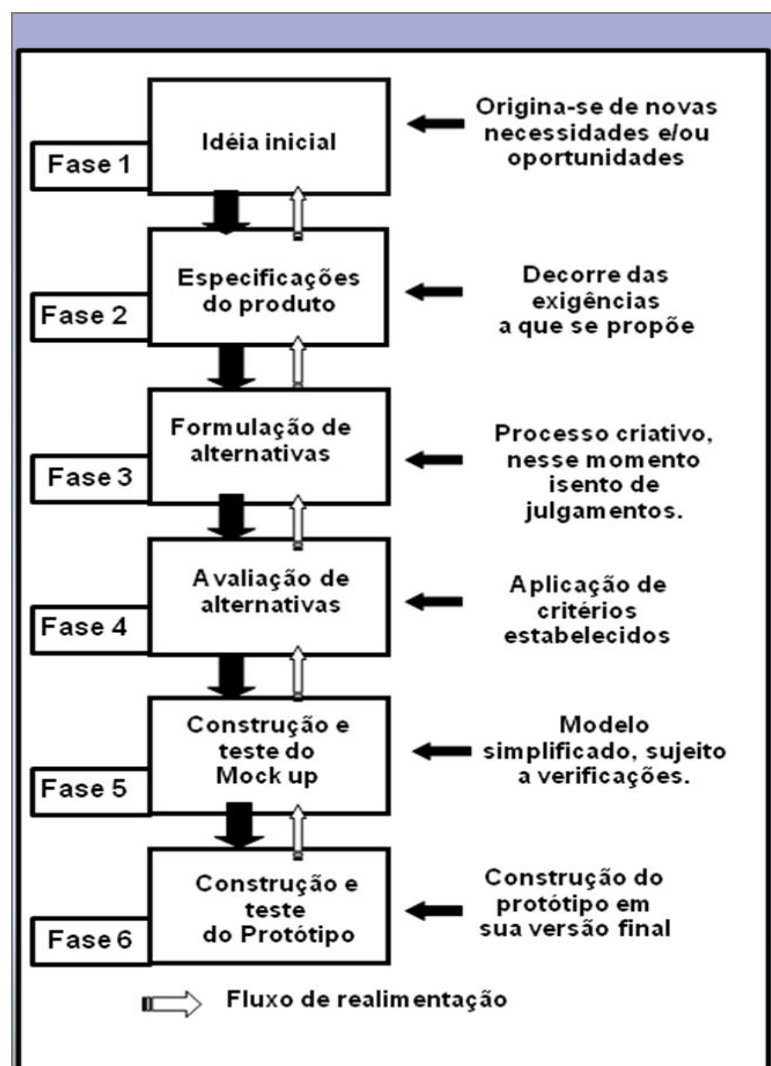 Fase 1
Idéia inicial
Origina-se de novas
necessidades e/ou
oportunidades
Fase 2
Especificações
do produto
Decorre das
exigências
a que se propõe
Fase 3
Formulação de
alternativas
Processo criativo,
nesse momento
isento de
julgamentos.
Fase 4
Avaliação de
alternativas
Aplicação de
critérios
estabelecidos
Fase 5
Construção e
teste do
Mock up
Modelo
simplificado, sujeito
a verificações.
Fase 6
Construção e
teste
do Protótipo
Construção do
protótipo em
sua versão final
Fluxo de realimentação